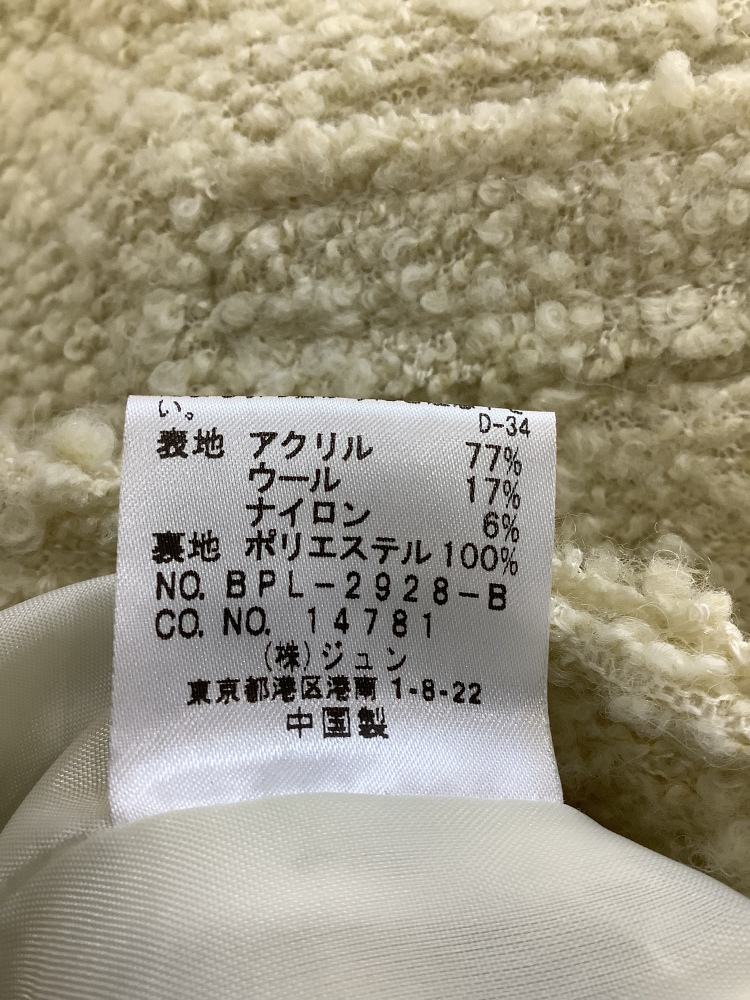 い。
D-34
表地 アクリル 77%
ウール 17%
ナイロン 6%
裏地 ポリエステル 100%
NO. BPL-2928-B
CO. NO. 14781
(株)ジュン
東京都港区港南 1-8-22
中国製